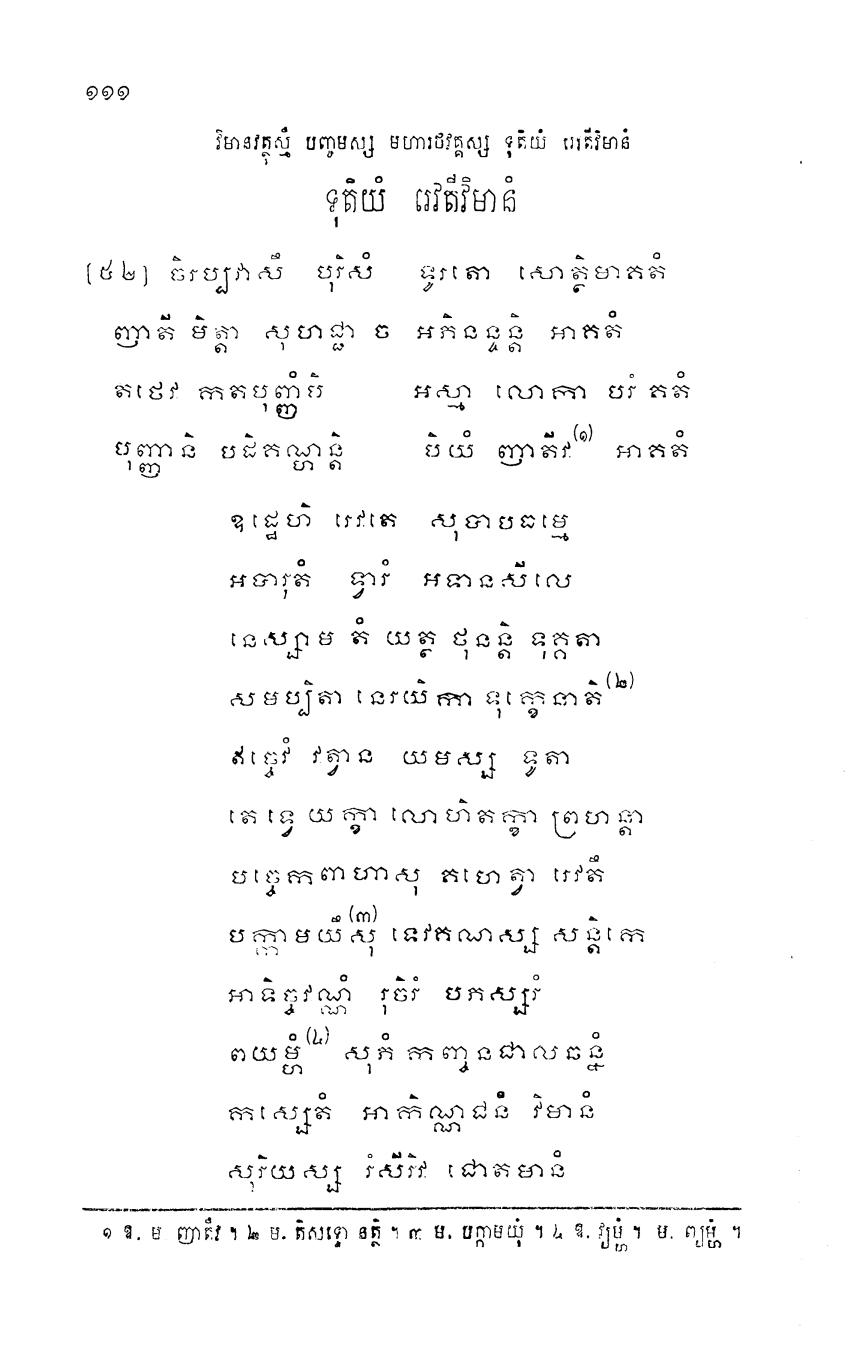 ១១១
វិមានវត្ថុស្មឹ បញ្ចមស្ស មហារថវគ្គស្ស ទុតិយំ រេវតីវិមានំ
ទុតិយំ រេវតីវិមានំ
[៥២] ចិរប្បវាសឹ បុរិសំ ទូរតោ សោត្ថិមាគតំ
ញាតី មិត្តា សុហជ្ជា ច អភិនន្ទន្តិ អាគតំ
តថេវ កតបុញ្ញំបិ អស្មា លោកា បរំ គតំ
បុញ្ញានិ បដិគណ្ហន្តិ បិយំ ញាតីវ(១) អាគតំ
ឧដ្ឋេហិ រេវតេ សុបាបធម្មេ
អបារុតំ ទ្វារំ អទានសីលេ
នេស្សាម តំ យត្ថ ថុនន្តិ ទុគ្គតា
សមប្បិតា នេរយិកា ទុក្ខេនាតិ(២)
ឥច្ចេវំ វត្វាន យមស្ស ទូតា
តេ ទ្វេ យក្ខា លោហិតក្ខា ព្រហន្តា
បច្ចេកពាហាសុ គហេត្វា រេវតឹ
បក្កាមយឹសុ(៣) ទេវគណស្ស សន្តិកេ
អាទិច្ចវណ្ណំ រុចិរំ បភស្សរំ
ពយម្ហំ(៤) សុភំ កញ្ចនជាលឆន្នំ
កស្សេតំ អាកិណ្ណជនំ វិមានំ
សុរិយស្ស រំសីរិវ ជោតមានំ
១ ឱ. ម ញាតឹវ ។ ២ ម. តិសទ្ទោ នត្ថិ ។ ៣ ម. បក្កាមយុំ ។ ៤ ឱ. វ្យម្ហំ ។ ម. ព្យម្ហំ ។